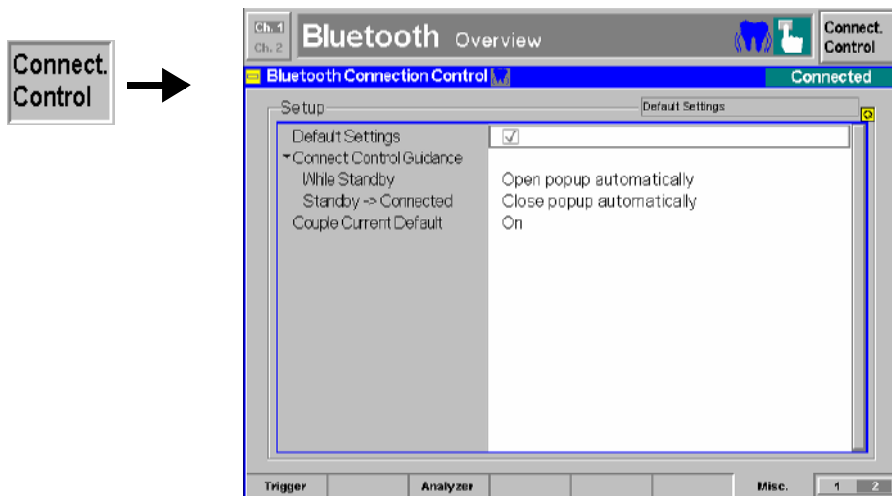 Connect.
Control
Ch. 1
Ch. 2
Bluetooth Overview
Connect.
Control
Bluetooth Connection Control
Connected
Setup
Default Settings
Default Settings
Connect Control Guidance
While Standby Open popup automatically
Standby -> Connected Close popup automatically
Couple Current Default On
Trigger Analyzer Misc. 1 2